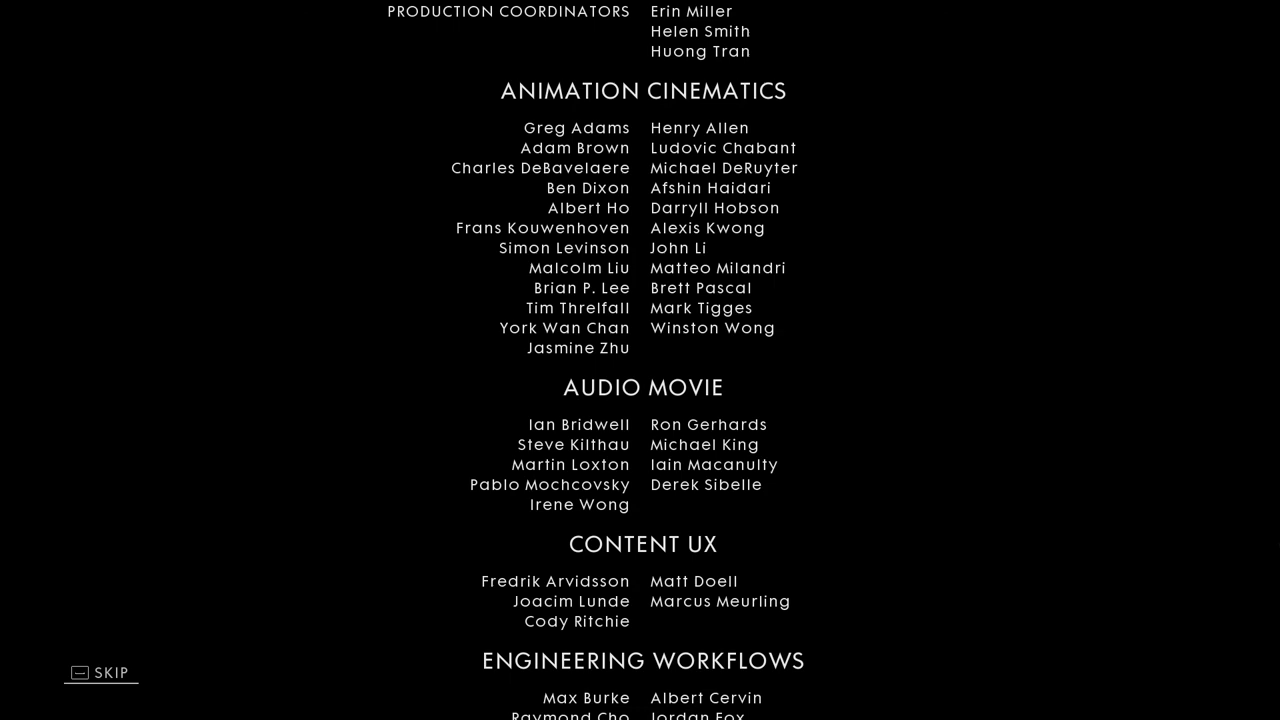 PRODUCTION COORDINATORS Erin Miller
Helen Smith
Huong Tran
ANIMATION CINEMATICS
Greg Adams Henry Allen
Adam Brown Ludovic Chabant
Charles DeBavelaere Michael DeRuyter
Ben Dixon Afshin Haidari
Albert Ho Darryll Hobson
Frans Kouwenhoven Alexis Kwong
Simon Levinson John Li
Malcolm Liu Matteo Milandri
Brian P. Lee Brett Pascal
Tim Threlfall Mark Tigges
York Wan Chan Winston Wong
Jasmine Zhu
AUDIO MOVIE
Ian Bridwell Ron Gerhards
Steve Kilthau Michael King
Martin Loxton Iain Macanulty
Pablo Mochcovsky Derek Sibelle
Irene Wong
CONTENT UX
Fredrik Arvidsson Matt Doell
Joacim Lunde Marcus Meurling
Cody Ritchie
ENGINEERING WORKFLOWS
SKIP
Max Burke Albert Cervin
Raymond Cho Jordan Fox